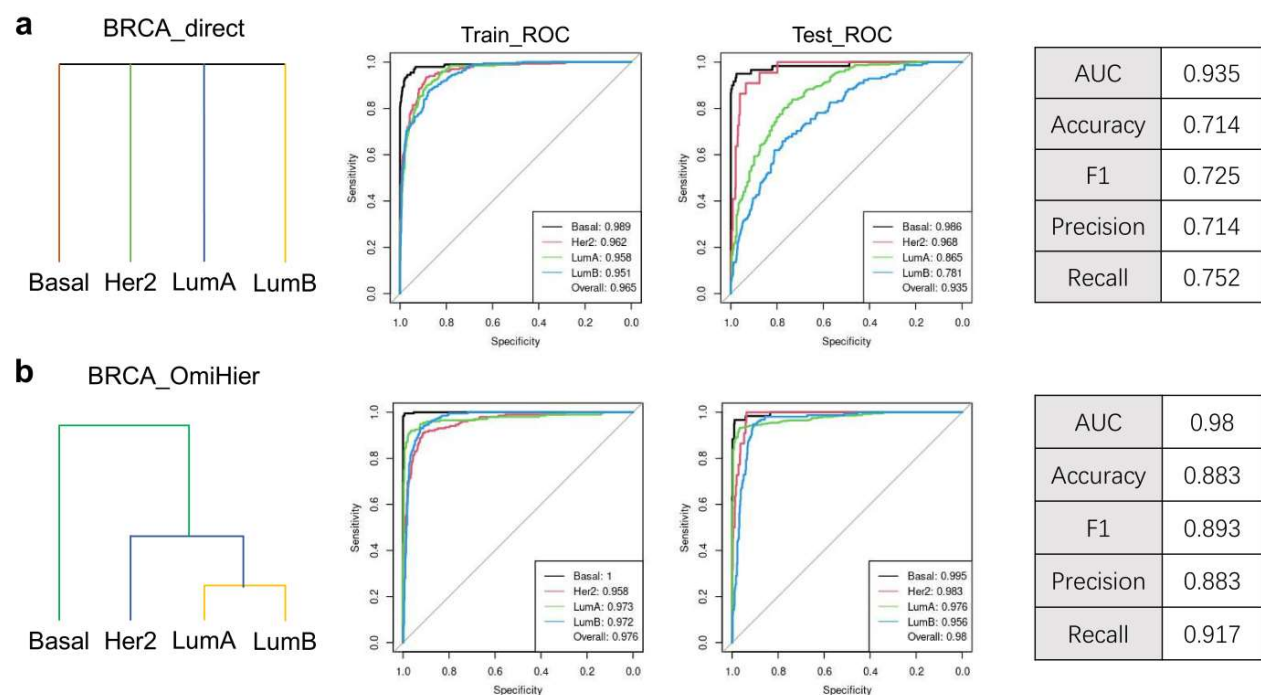 a
BRCA_direct
Basal Her2 LumA LumB
Train_ROC
Sensitivity
1.0
0.8
0.6
0.4
0.2
0.0
1.0 0.8 0.6 0.4 0.2 0.0
Specificity
Basal: 0.989
Her2: 0.962
LumA: 0.958
LumB: 0.951
Overall: 0.965
Test_ROC
Sensitivity
1.0
0.8
0.6
0.4
0.2
0.0
1.0 0.8 0.6 0.4 0.2 0.0
Specificity
Basal: 0.986
Her2: 0.968
LumA: 0.865
LumB: 0.781
Overall: 0.935
AUC 0.935
Accuracy 0.714
F1 0.725
Precision 0.714
Recall 0.752
b
BRCA_OmiHier
Basal Her2 LumA LumB
Sensitivity
1.0
0.8
0.6
0.4
0.2
0.0
1.0 0.8 0.6 0.4 0.2 0.0
Specificity
Basal: 1
Her2: 0.958
LumA: 0.973
LumB: 0.972
Overall: 0.976
Sensitivity
1.0
0.8
0.6
0.4
0.2
0.0
1.0 0.8 0.6 0.4 0.2 0.0
Specificity
Basal: 0.995
Her2: 0.983
LumA: 0.976
LumB: 0.956
Overall: 0.98
AUC 0.98
Accuracy 0.883
F1 0.893
Precision 0.883
Recall 0.917